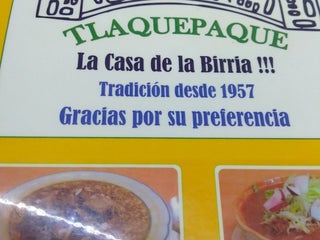 TLAQUEPAQUE
La Casa de la Birria !!!
Tradición desde 1957
Gracias por su preferencia